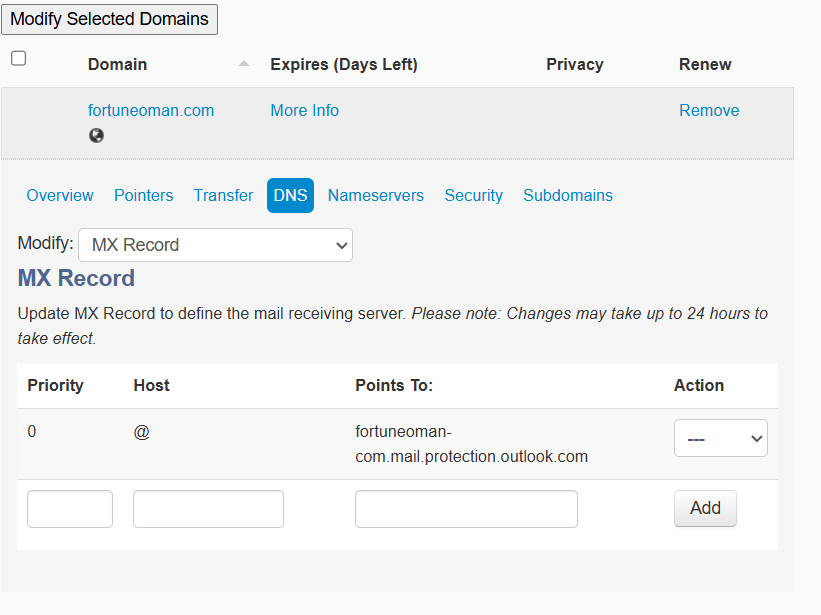 Modify Selected Domains
Domain Expires (Days Left) Privacy Renew
fortuneoman.com More Info Remove
Overview Pointers Transfer DNS Nameservers Security Subdomains
Modify: MX Record
MX Record
Update MX Record to define the mail receiving server. Please note: Changes may take up to 24 hours to
take effect.
Priority Host Points To: Action
0 @ fortuneoman-
com.mail.protection.outlook.com ---
Add